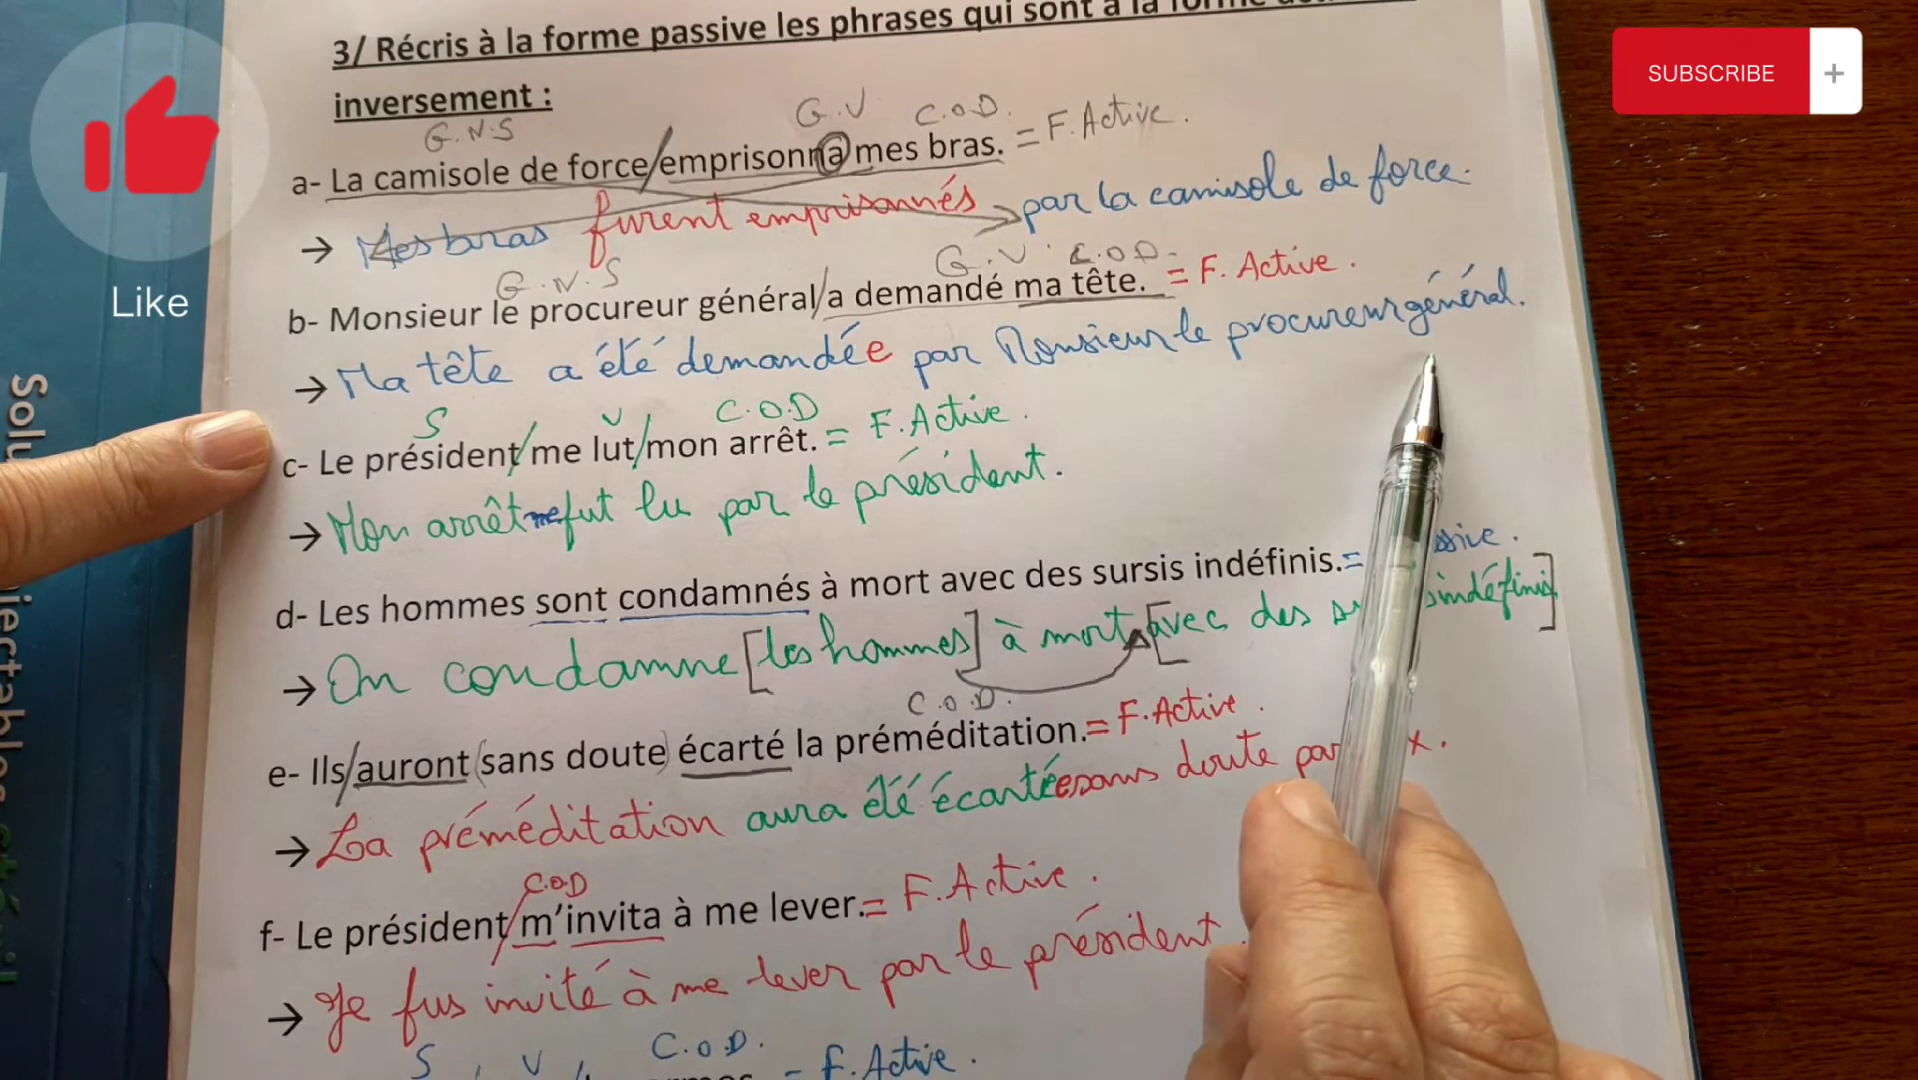 3/ Récris à la forme passive les phrases qui sont à la forme
inversement :
G.N.S G.V C.O.D.
a- La camisole de force/emprisonna mes bras. = F.Active.
→ Mes bras furent emprisonnés par la camisole de force.
G.N.S G.V C.O.D.
b- Monsieur le procureur général/a demandé ma tête. = F. Active.
→ Ma tête a été demandée par Monsieur le procureur général.
S V C.O.D
c- Le président/me lut/mon arrêt. = F.Active.
→ Mon arrêt me fut lu par le président.
d- Les hommes sont condamnés à mort avec des sursis indéfinis.=
→ On condamne [les hommes] à mort [avec des indéfinis]
C.O.D.
e- Ils/auront (sans doute) écarté la préméditation.= F.Active.
→ La préméditation aura été écartée sans doute
C.O.D
f- Le président/m'invita à me lever.= F.Active.
→ Je fus invité à me lever par le président.
S V C.O.D.
= F.Active.
Like
SUBSCRIBE +
Solu